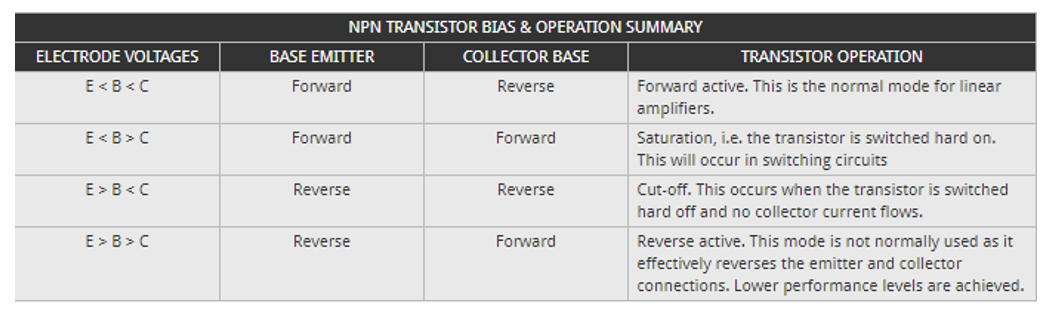 NPN TRANSISTOR BIAS & OPERATION SUMMARY
ELECTRODE VOLTAGES BASE EMITTER COLLECTOR BASE TRANSISTOR OPERATION
E < B < C Forward Reverse Forward active. This is the normal mode for linear
amplifiers.
E < B > C Forward Forward Saturation, i.e. the transistor is switched hard on.
This will occur in switching circuits
E > B < C Reverse Reverse Cut-off. This occurs when the transistor is switched
hard off and no collector current flows.
E > B > C Reverse Forward Reverse active. This mode is not normally used as it
effectively reverses the emitter and collector
connections. Lower performance levels are achieved.